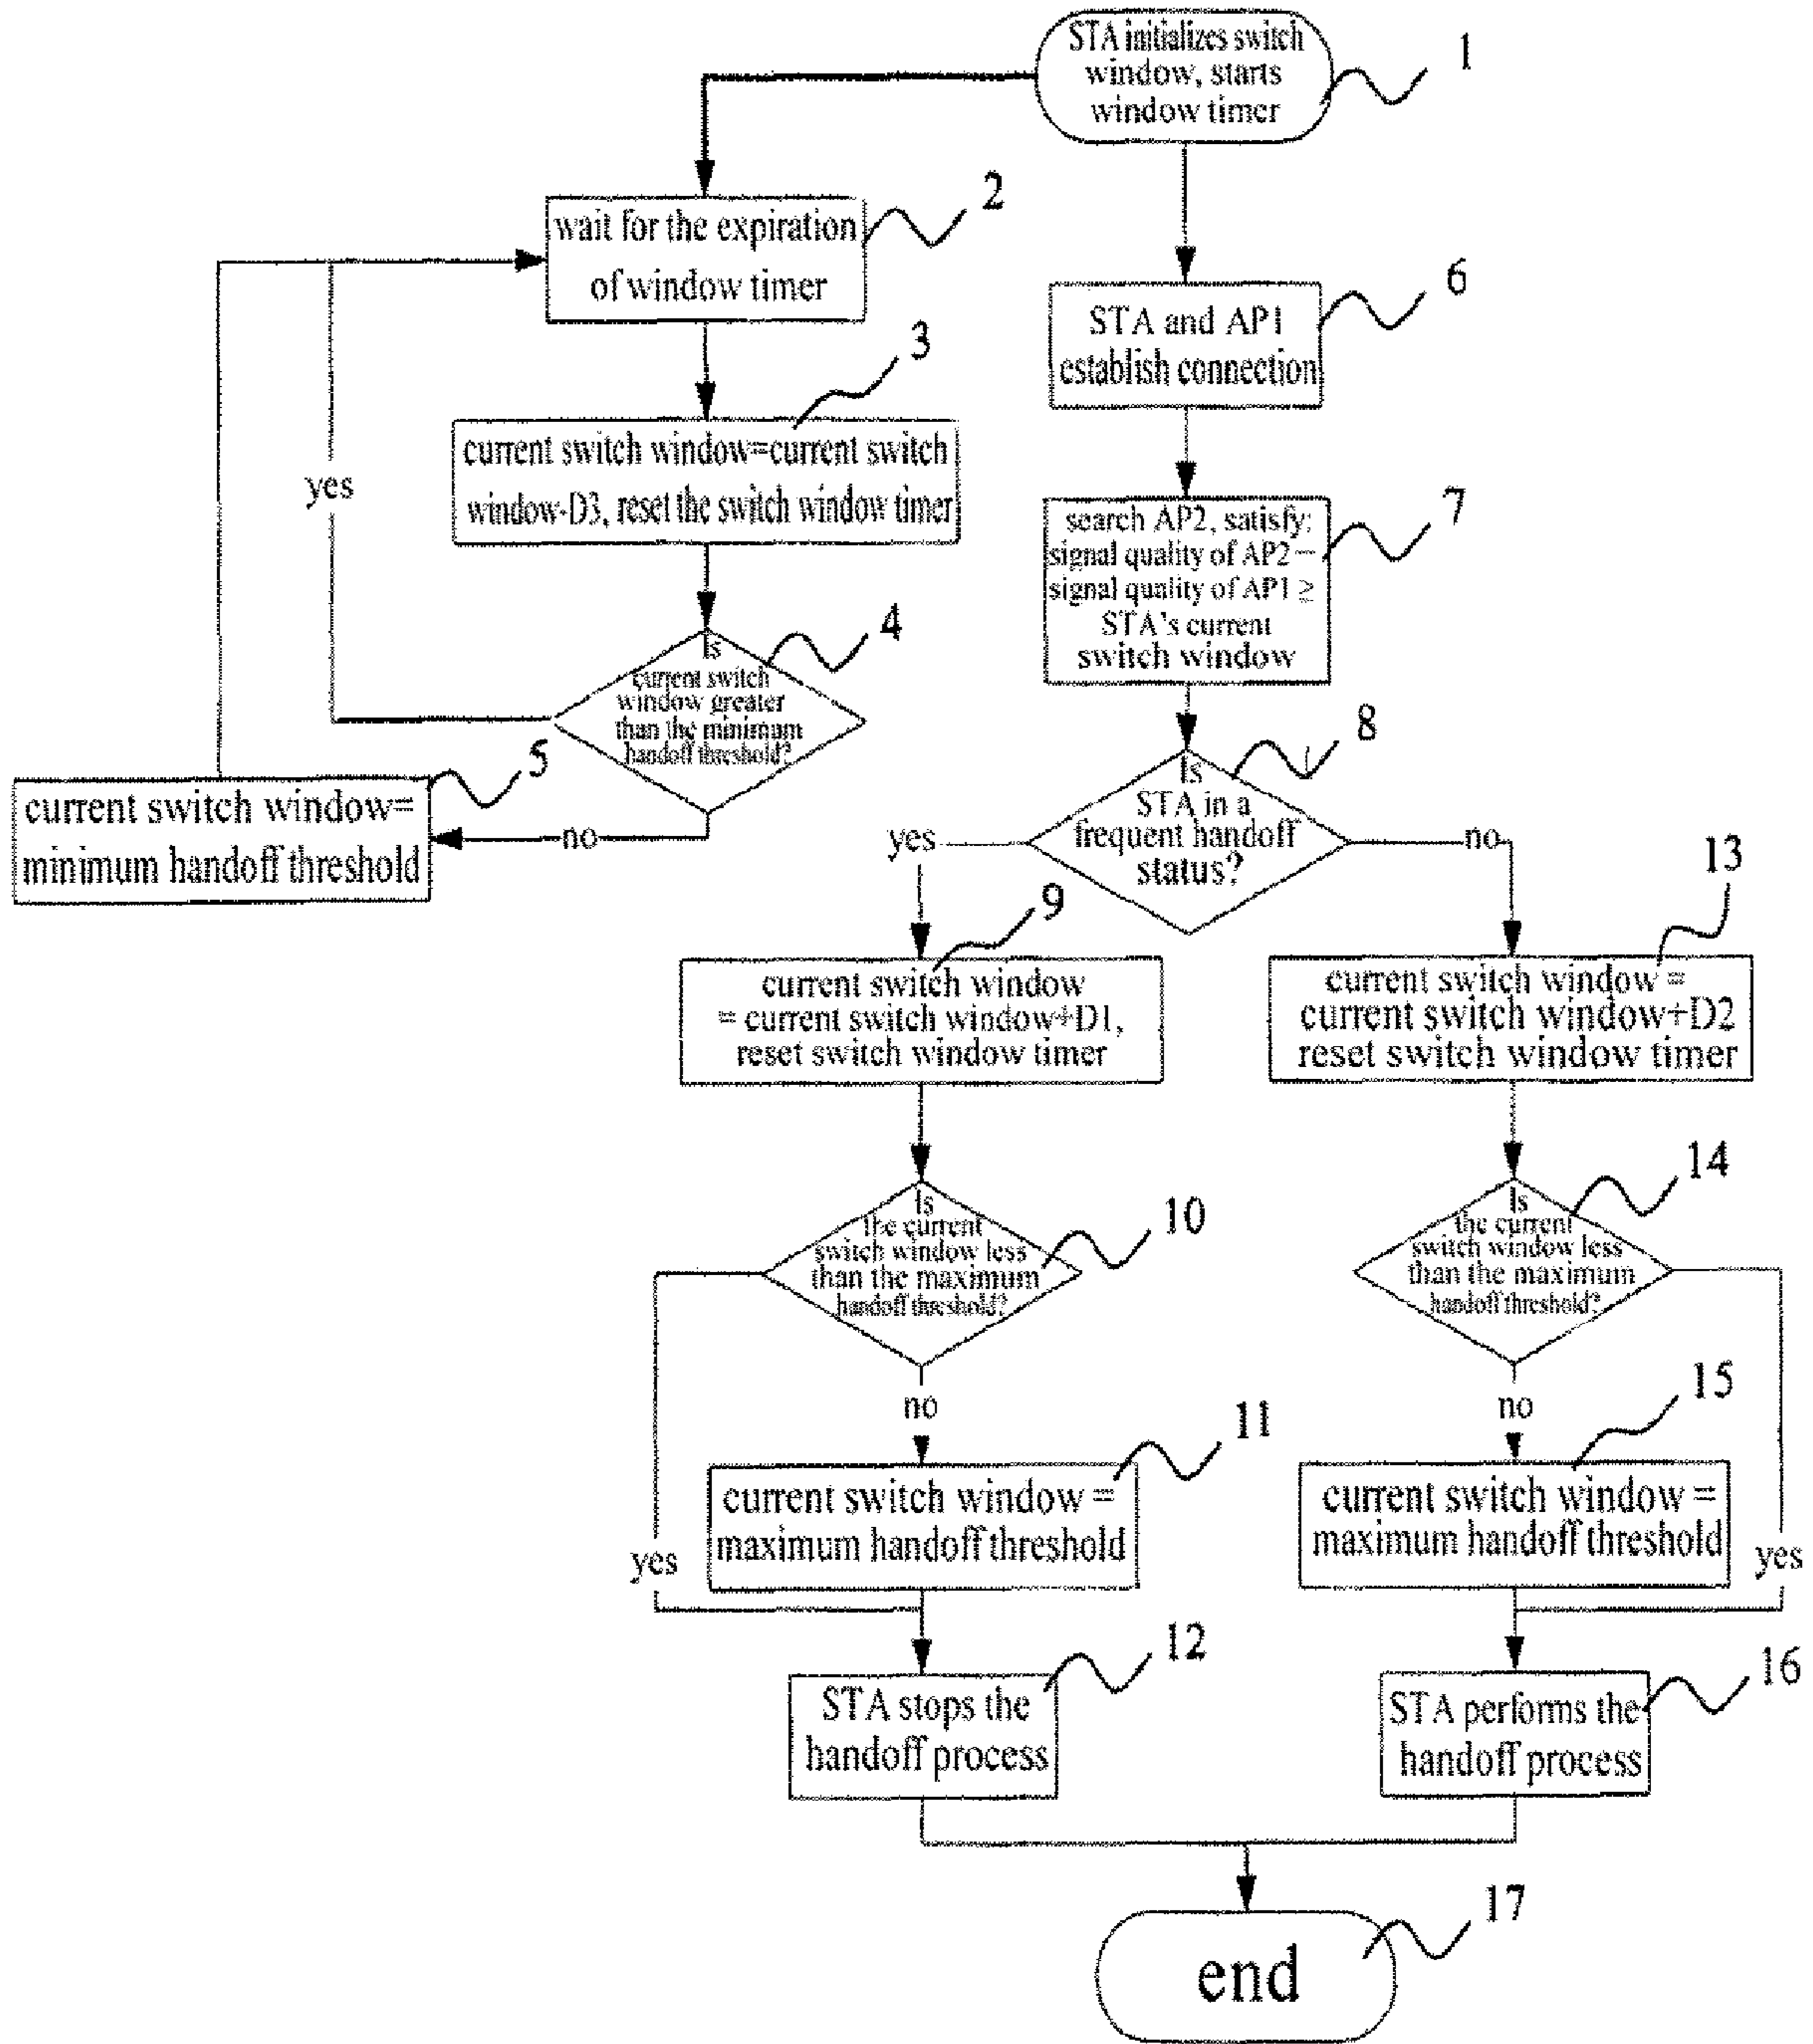 STA initializes switch
window, starts
window timer
1
wait for the expiration
of window timer
2
STA and AP1
establish connection
6
current switch window=current switch
window-D3, reset the switch window timer
3
yes
search AP2, satisfy:
signal quality of AP2 –
signal quality of AP1 ≥
STA's current
switch window
7
Is
current switch
window greater
than the minimum
handoff threshold?
4
no
current switch window=
minimum handoff threshold
5
Is
STA in a
frequent handoff
status?
8
yes
no
current switch window
= current switch window+D1,
reset switch window timer
9
current switch window =
current switch window+D2
reset switch window timer
13
Is
the current
switch window less
than the maximum
handoff threshold?
10
Is
the current
switch window less
than the maximum
handoff threshold?
14
no
no
current switch window =
maximum handoff threshold
11
yes
current switch window =
maximum handoff threshold
15
yes
STA stops the
handoff process
12
STA performs the
handoff process
16
end
17